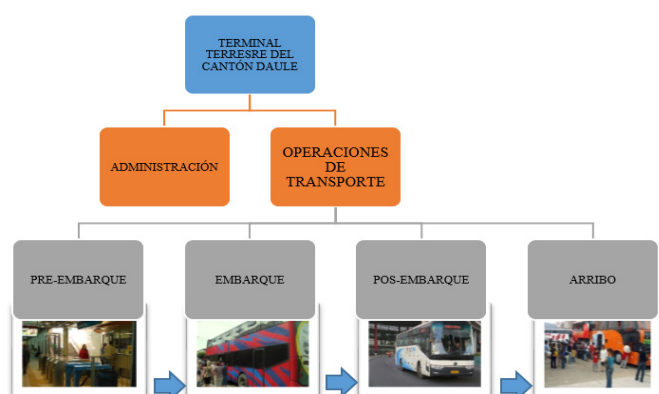 TERMINAL
TERRESRE DEL
CANTÓN DAULE
ADMINISTRACIÓN
OPERACIONES
DE
TRANSPORTE
PRE-EMBARQUE
EMBARQUE
POS-EMBARQUE
ARRIBO